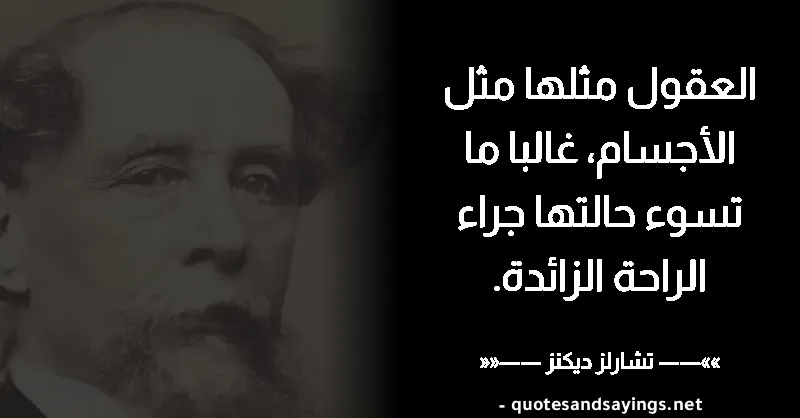 العقول مثلها مثل
الأجسام، غالبا ما
تسوء حالتها جراء
الراحة الزائدة.
»»—— تشارلز ديكنز ——««
- quotesandsayings.net